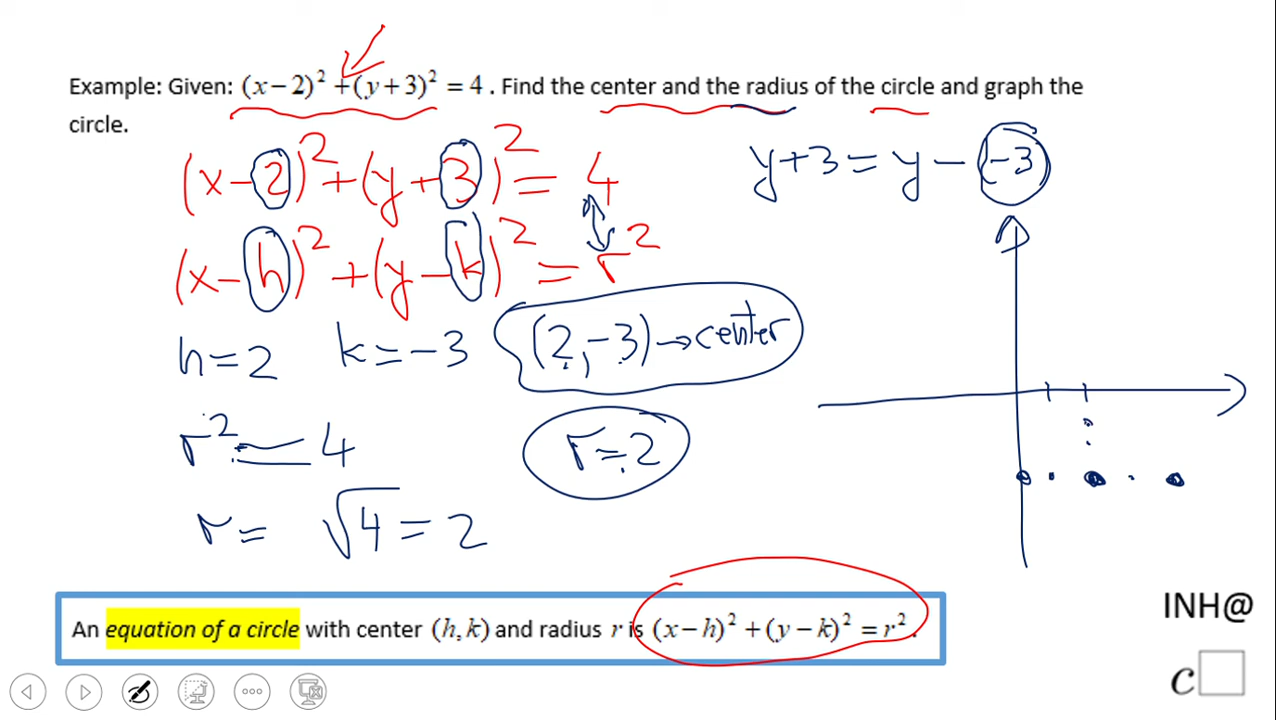 Example: Given: (x−2)² +(y+3)² = 4 . Find the center and the radius of the circle and graph the
circle.
(x-2)² + (y+3)² = 4
y+3 = y - (-3)
(x-h)² + (y-k)² = r²
h=2 k=-3 (2,-3) → center
r² = 4 r=2
r= √4 = 2
An equation of a circle with center (h, k) and radius r is (x−h)² + (y−k)² = r² .
INH@
c□